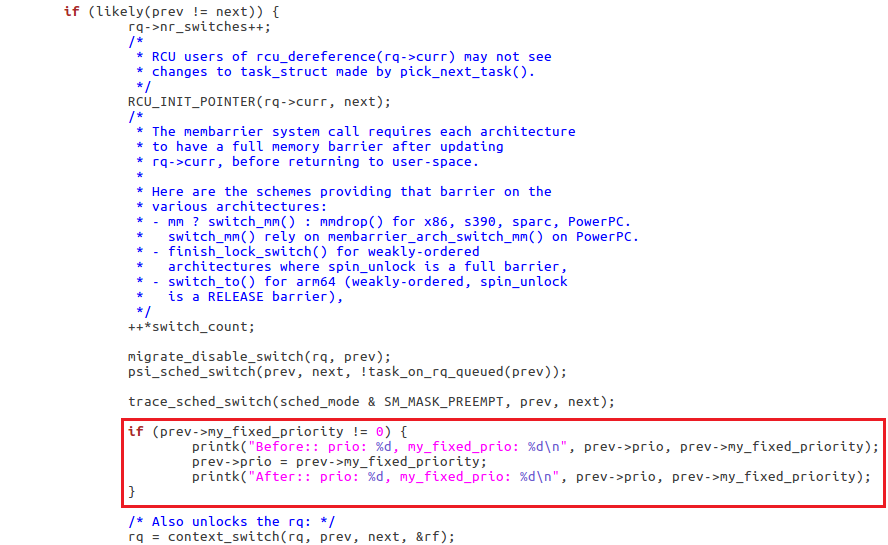 if (likely(prev != next)) {
rq->nr_switches++;
/*
* RCU users of rcu_dereference(rq->curr) may not see
* changes to task_struct made by pick_next_task().
*/
RCU_INIT_POINTER(rq->curr, next);
/*
* The membarrier system call requires each architecture
* to have a full memory barrier after updating
* rq->curr, before returning to user-space.
*
* Here are the schemes providing that barrier on the
* various architectures:
* - mm ? switch_mm() : mmdrop() for x86, s390, sparc, PowerPC.
*   switch_mm() rely on membarrier_arch_switch_mm() on PowerPC.
* - finish_lock_switch() for weakly-ordered
*   architectures where spin_unlock is a full barrier,
* - switch_to() for arm64 (weakly-ordered, spin_unlock
*   is a RELEASE barrier),
*/
++*switch_count;
migrate_disable_switch(rq, prev);
psi_sched_switch(prev, next, !task_on_rq_queued(prev));
trace_sched_switch(sched_mode & SM_MASK_PREEMPT, prev, next);
if (prev->my_fixed_priority != 0) {
printk("Before:: prio: %d, my_fixed_prio: %d\n", prev->prio, prev->my_fixed_priority);
prev->prio = prev->my_fixed_priority;
printk("After:: prio: %d, my_fixed_prio: %d\n", prev->prio, prev->my_fixed_priority);
}
/* Also unlocks the rq: */
rq = context_switch(rq, prev, next, &rf);